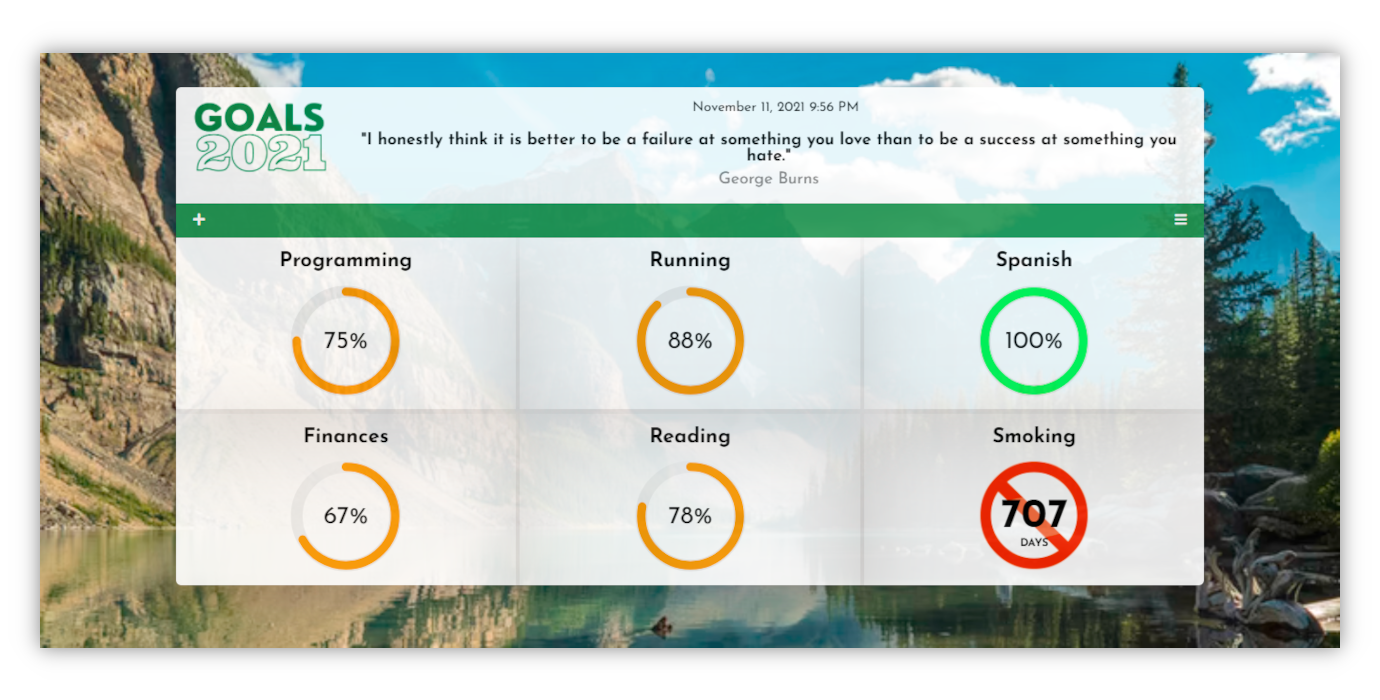 GOALS
2021
November 11, 2021 9:56 PM
"I honestly think it is better to be a failure at something you love than to be a success at something you
hate."
George Burns
Programming
75%
Running
88%
Spanish
100%
Finances
67%
Reading
78%
Smoking
707
DAYS